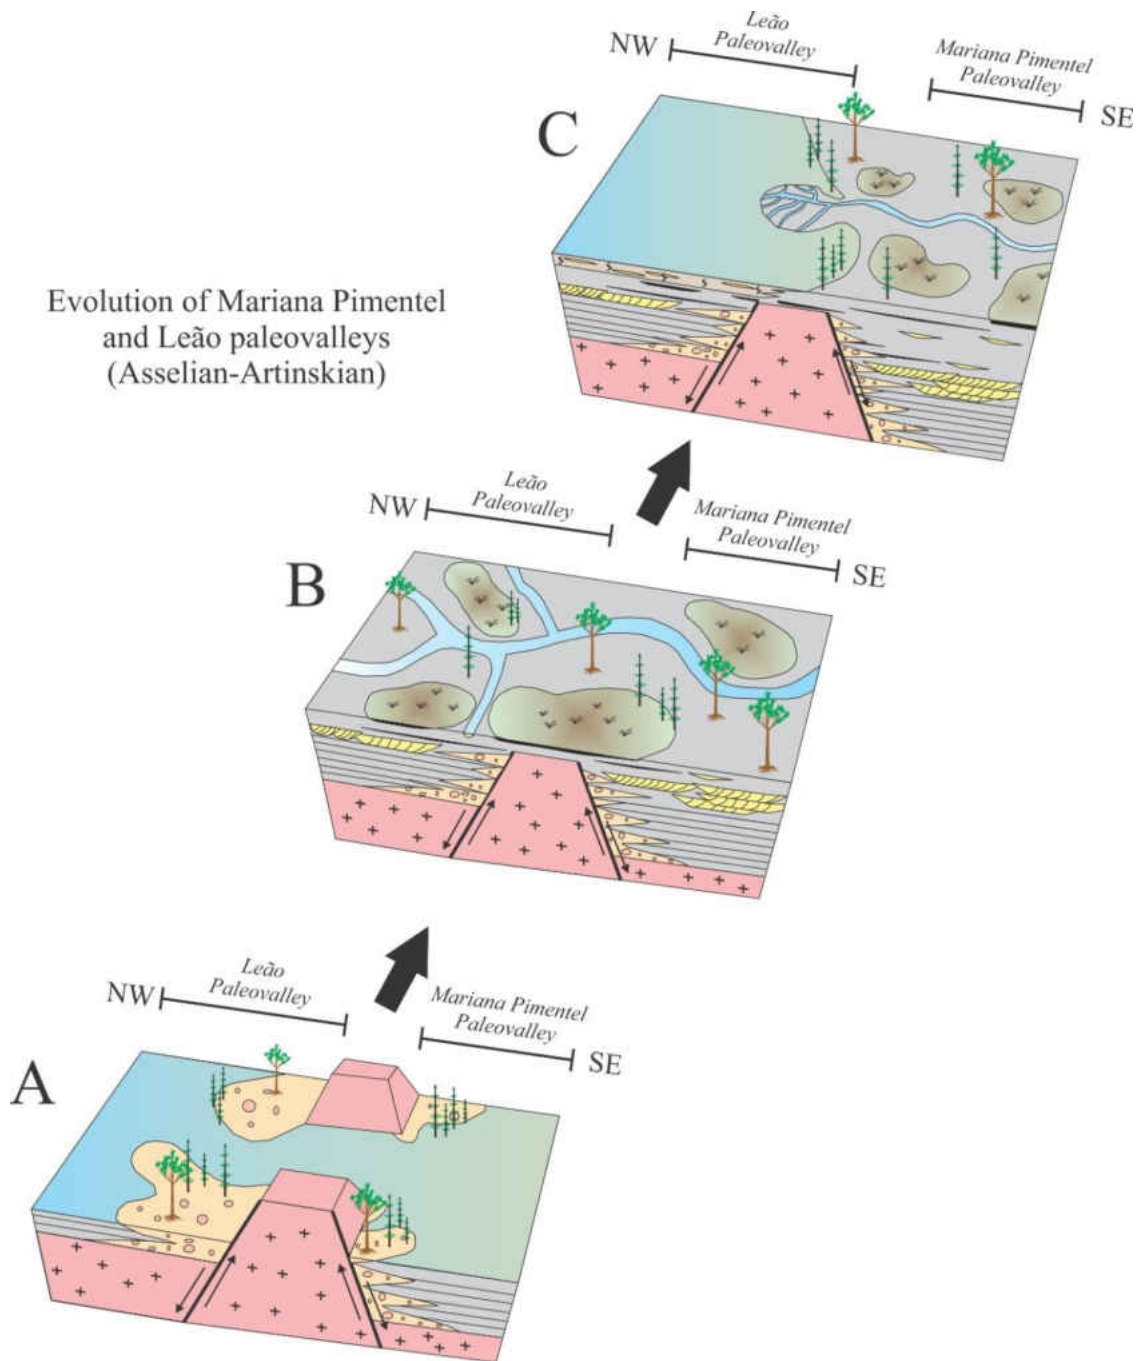 Leão
Paleovalley
NW
Mariana Pimentel
Paleovalley
SE
C
Evolution of Mariana Pimentel
and Leão paleovalleys
(Asselian-Artinskian)
Leão
Paleovalley
NW
Mariana Pimentel
Paleovalley
SE
B
Leão
Paleovalley
NW
Mariana Pimentel
Paleovalley
SE
A